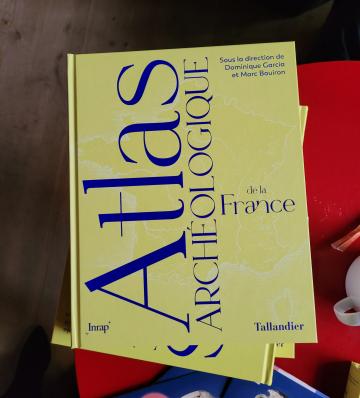 Sous la direction de
Dominique Garcia
et Marc Bouiron
Atlas
ARCHÉOLOGIQUE
de la
France
Inrap
Tallandier